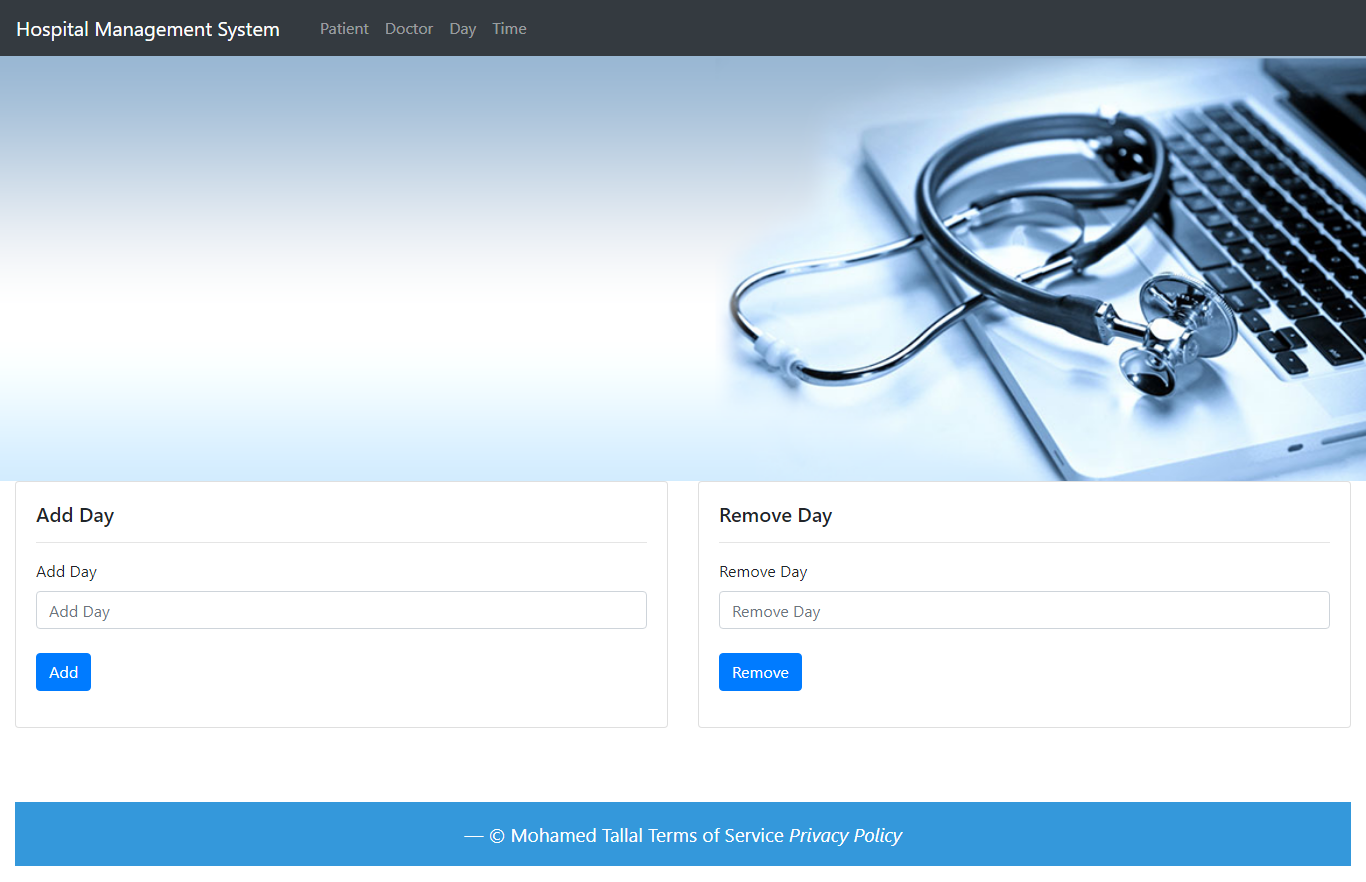 Hospital Management System Patient Doctor Day Time
Add Day
Add Day
Add Day
Add
Remove Day
Remove Day
Remove Day
Remove
— © Mohamed Tallal Terms of Service Privacy Policy